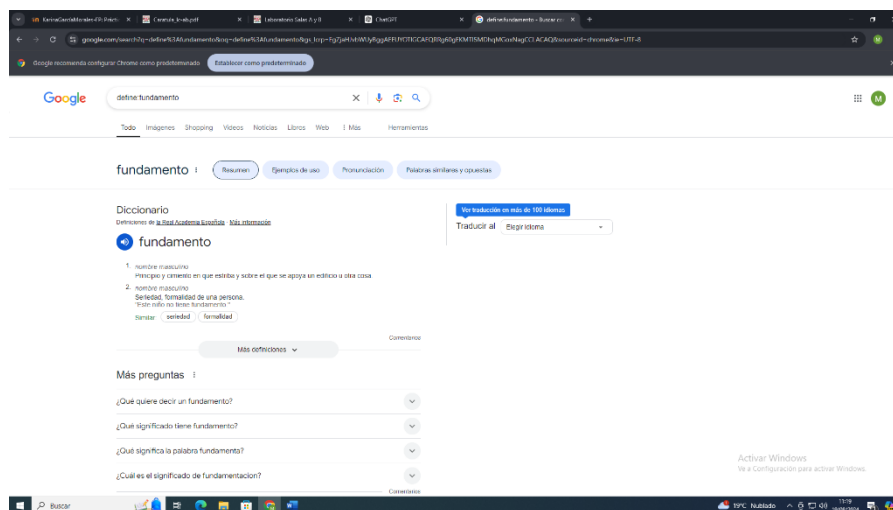 Caratula_lr-ab.pdf
Laboratorio Salas A y B
ChatGPT
define:fundamento - Buscar con
Google recomienda configurar Chrome como predeterminado
Establecer como predeterminado
Google
define:fundamento
M
Todo Imágenes Shopping Videos Noticias Libros Web Más Herramientas
fundamento
Resumen
Ejemplos de uso
Pronunciación
Palabras similares y opuestas
Diccionario
Definiciones de la Real Academia Española · Más información
Ver traducción en más de 100 idiomas
Traducir al
Elegir idioma
fundamento
1. nombre masculino
Principio y cimiento en que estriba y sobre el que se apoya un edificio u otra cosa.
2. nombre masculino
Seriedad, formalidad de una persona.
"Este niño no tiene fundamento."
Similar: seriedad formalidad
Comentarios
Más definiciones
Más preguntas
¿Qué quiere decir un fundamento?
¿Qué significado tiene fundamento?
¿Qué significa la palabra fundamenta?
¿Cuál es el significado de fundamentacion?
Comentarios
Activar Windows
Ve a Configuración para activar Windows.
Buscar
19°C Nublado